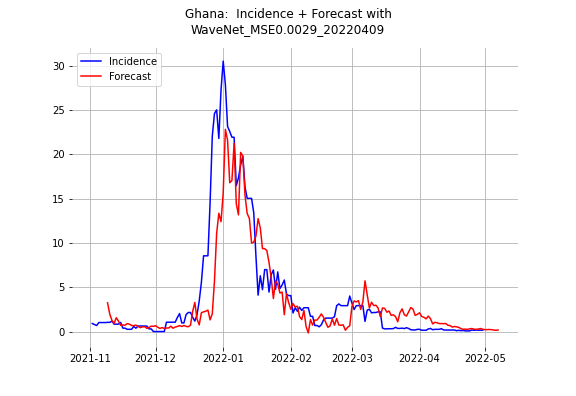 Ghana:  Incidence + Forecast with
WaveNet_MSE0.0029_20220409
Incidence
Forecast
30
25
20
15
10
5
0
2021-11 2021-12 2022-01 2022-02 2022-03 2022-04 2022-05